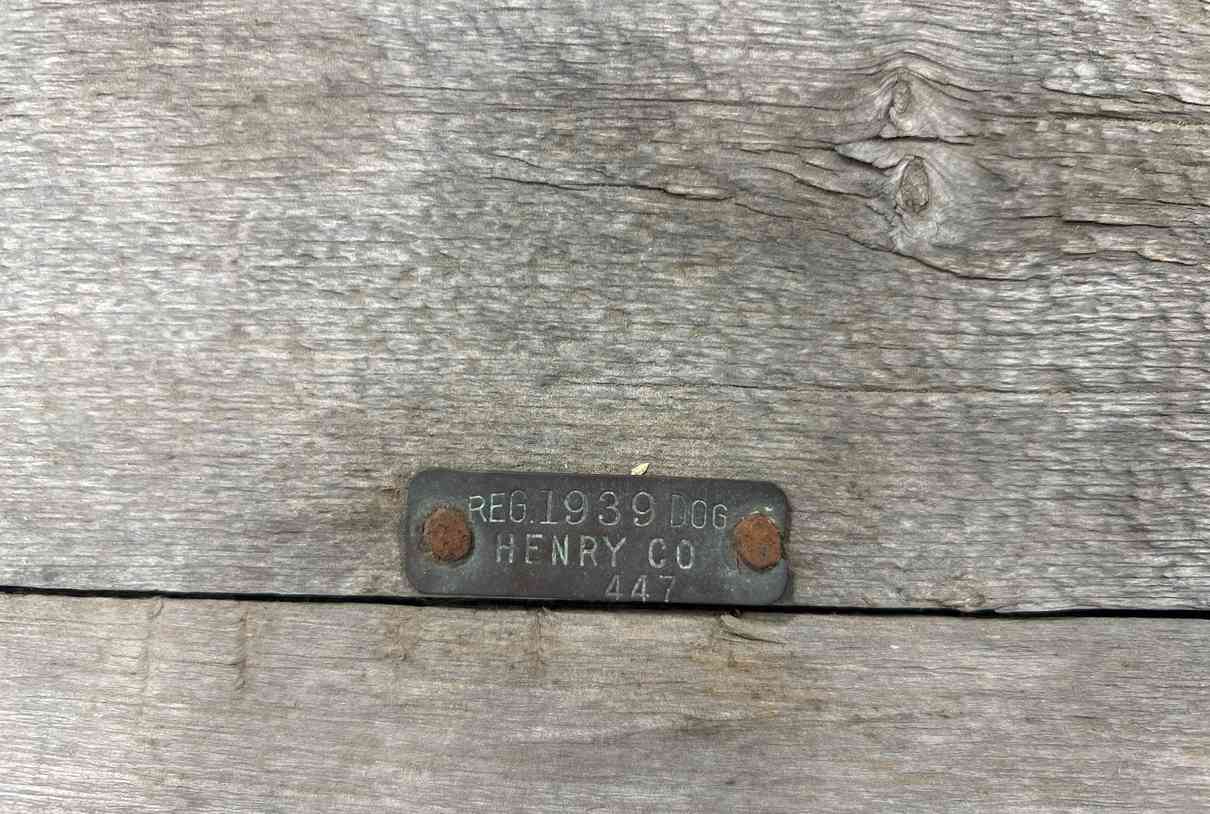 REG. 1939 DOG
HENRY CO
447